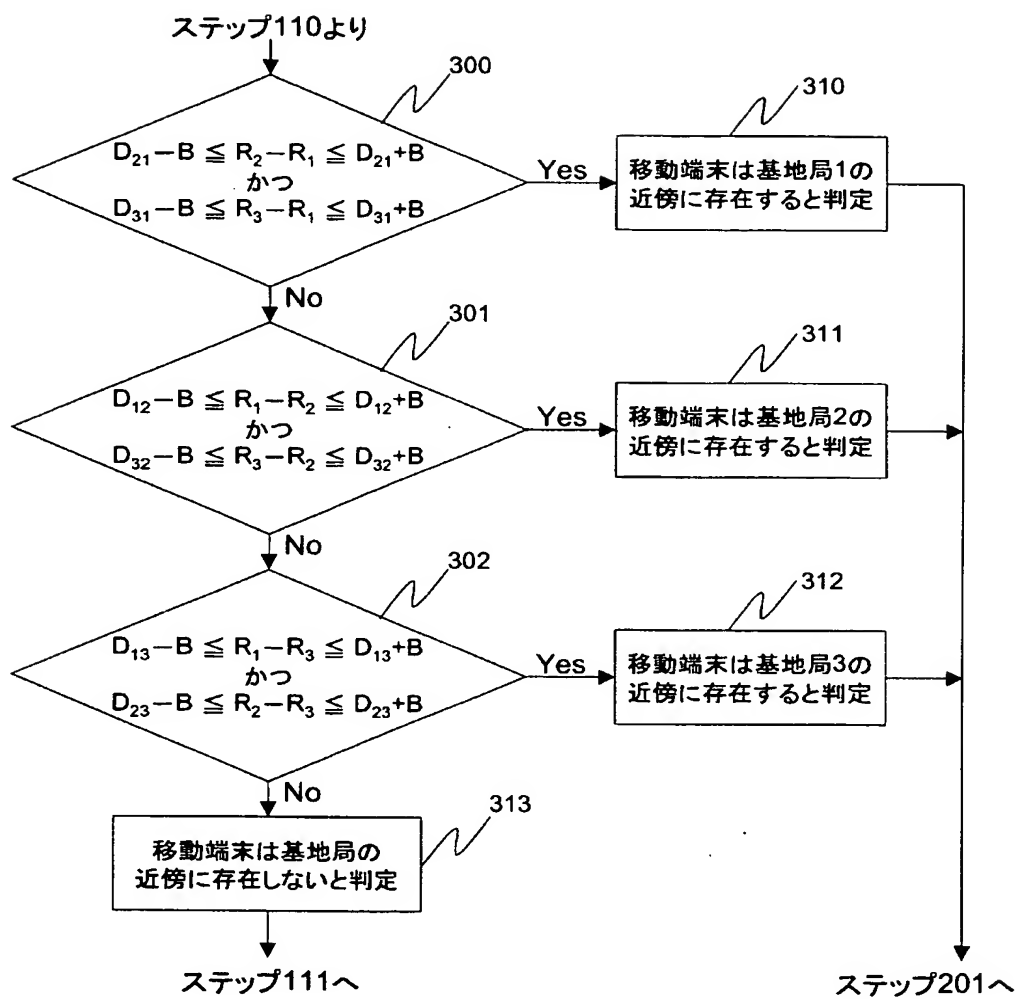 ステップ110より
300
D₂₁−B ≦ R₂−R₁ ≦ D₂₁+B
かつ
D₃₁−B ≦ R₃−R₁ ≦ D₃₁+B
Yes
310
移動端末は基地局1の
近傍に存在すると判定
No
301
D₁₂−B ≦ R₁−R₂ ≦ D₁₂+B
かつ
D₃₂−B ≦ R₃−R₂ ≦ D₃₂+B
Yes
311
移動端末は基地局2の
近傍に存在すると判定
No
302
D₁₃−B ≦ R₁−R₃ ≦ D₁₃+B
かつ
D₂₃−B ≦ R₂−R₃ ≦ D₂₃+B
Yes
312
移動端末は基地局3の
近傍に存在すると判定
No
313
移動端末は基地局の
近傍に存在しないと判定
ステップ111へ
ステップ201へ